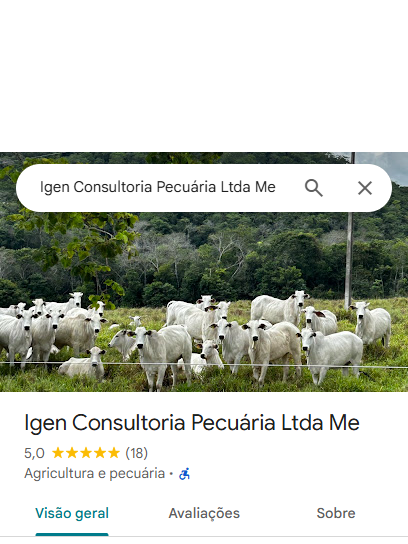 Igen Consultoria Pecuária Ltda Me
Igen Consultoria Pecuária Ltda Me
5,0 ★★★★★ (18)
Agricultura e pecuária ·
Visão geral Avaliações Sobre